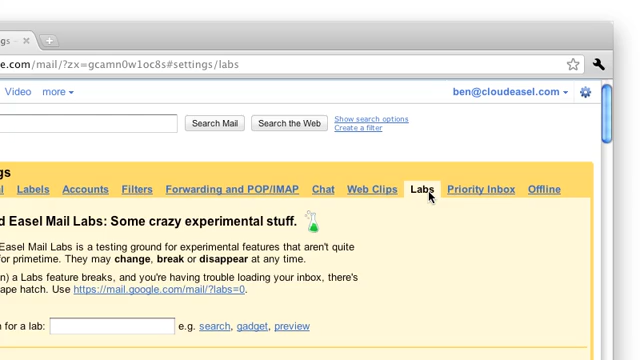 gs
e.com/mail/?zx=gcamn0w1oc8s#settings/labs
Video more ben@cloudeasel.com
Search Mail Search the Web Show search options
Create a filter
gs
al Labels Accounts Filters Forwarding and POP/IMAP Chat Web Clips Labs Priority Inbox Offline
d Easel Mail Labs: Some crazy experimental stuff.
Easel Mail Labs is a testing ground for experimental features that aren't quite
for primetime. They may change, break or disappear at any time.
n) a Labs feature breaks, and you're having trouble loading your inbox, there's
ape hatch. Use https://mail.google.com/mail/?labs=0.
h for a lab: e.g. search, gadget, preview